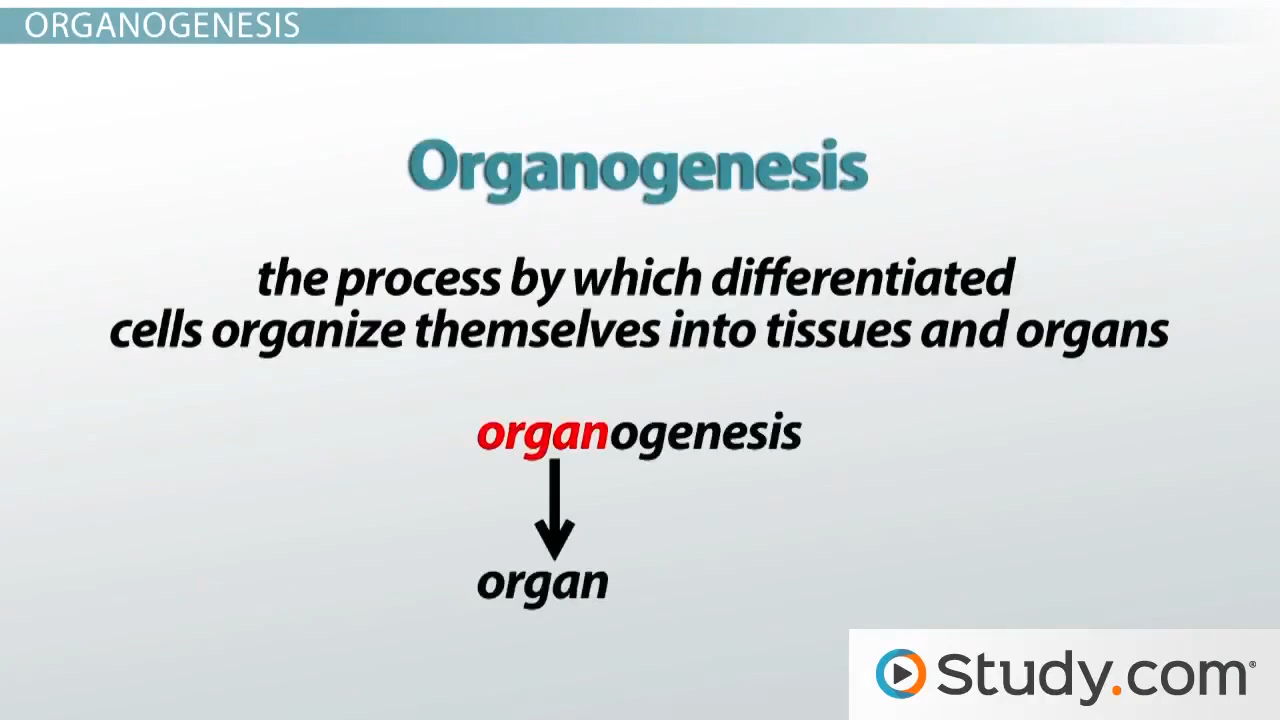 ORGANOGENESIS
Organogenesis
the process by which differentiated
cells organize themselves into tissues and organs
organogenesis
organ
Study.com®